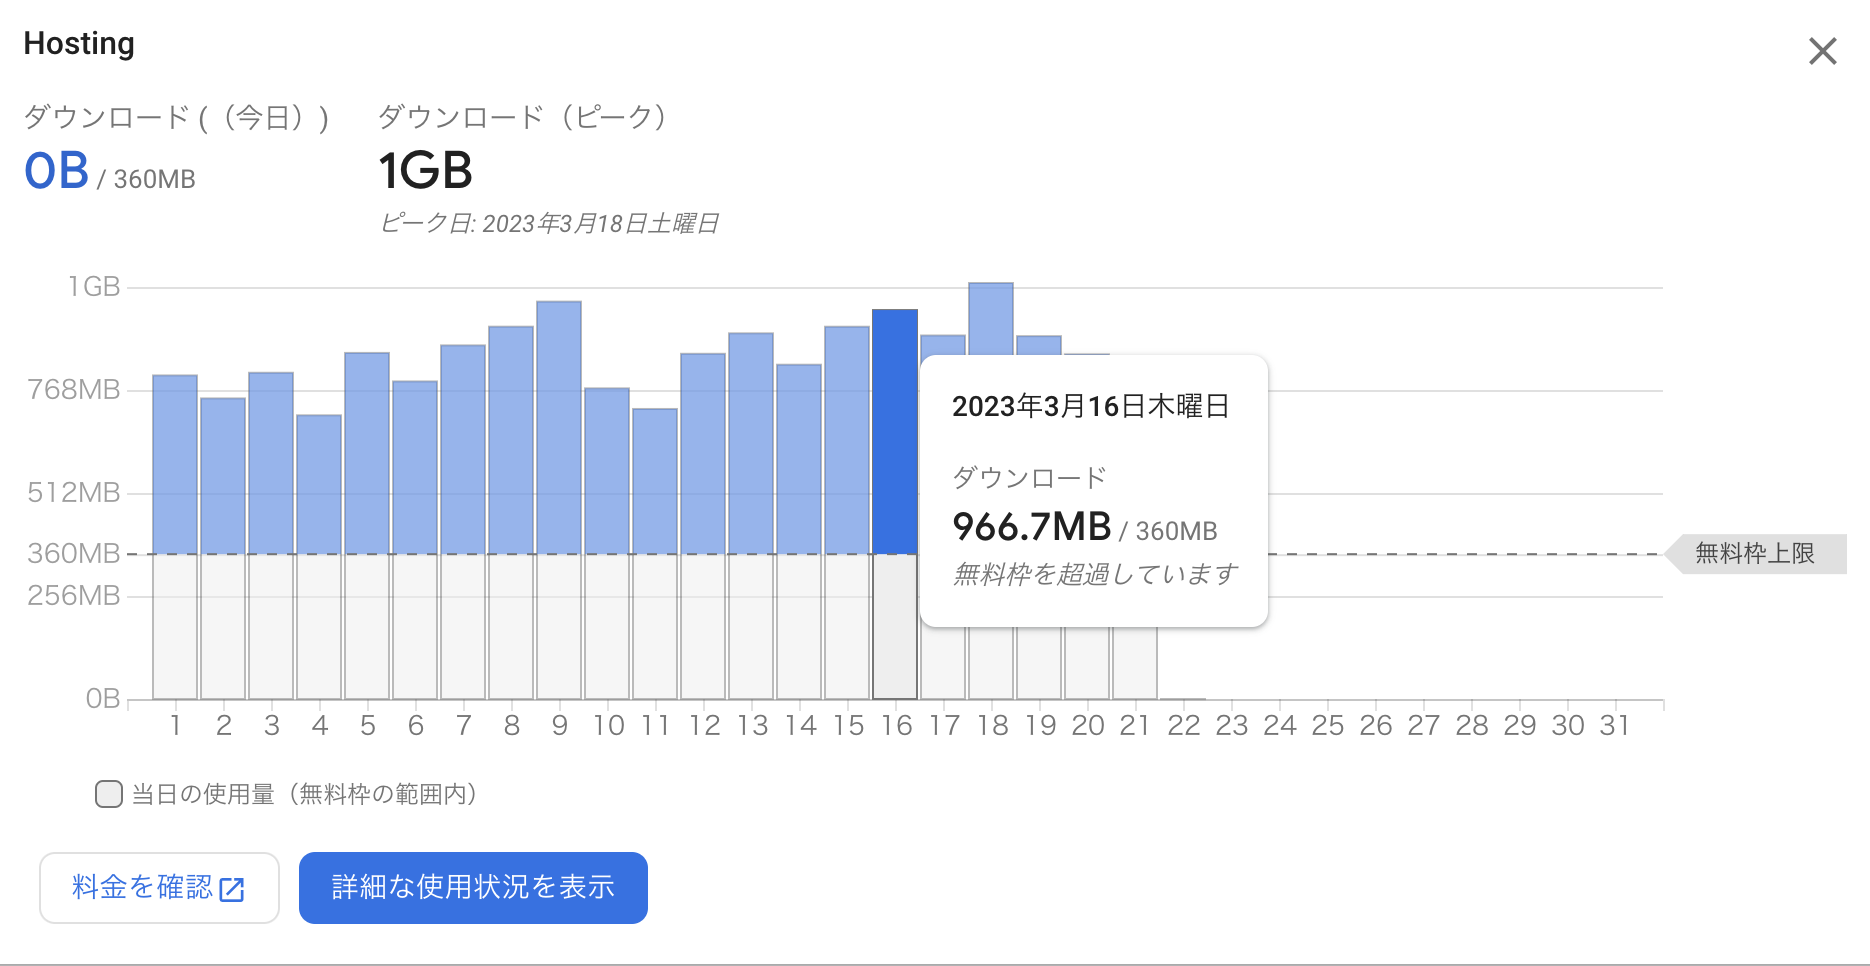 Hosting
ダウンロード (（今日）)
0B / 360MB
ダウンロード（ピーク）
1GB
ピーク日: 2023年3月18日土曜日
1GB
768MB
512MB
360MB
256MB
0B
1 2 3 4 5 6 7 8 9 10 11 12 13 14 15 16 17 18 19 20 21 22 23 24 25 26 27 28 29 30 31
2023年3月16日木曜日
ダウンロード
966.7MB / 360MB
無料枠を超過しています
無料枠上限
当日の使用量（無料枠の範囲内）
料金を確認
詳細な使用状況を表示